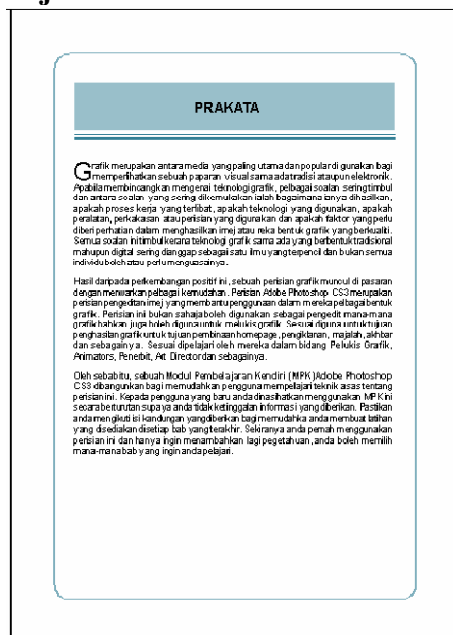 PRAKATA
Grafik merupakan antara media yang paling utama dan popular di gunakan bagi
memperlihatkan sebuah paparan visual sama ada tradisi ataupun elektronik.
Apabila membincangkan mengenai teknologi grafik, pelbagai soalan sering timbul
dan antara soalan yang sering dikemukakan ialah bagaimana ianya dihasilkan,
apakah proses kerja yang terlibat, apakah teknologi yang digunakan, apakah
peralatan, perkakasan atau perisian yang digunakan dan apakah faktor yang perlu
diberi perhatian dalam menghasilkan imej atau reka bentuk grafik yang berkualiti.
Semua soalan ini timbul kerana teknologi grafik sama ada yang berbentuk tradisional
mahupun digital sering dianggap sebagai satu ilmu yang terpencil dan bukan semua
individu boleh atau perlu menguasainya.
Hasil daripada perkembangan positif ini, sebuah perisian grafik muncul di pasaran
dengan menwarkan pelbagai kemudahan. Perisian Adobe Photoshop CS3 merupakan
perisian pengeditan imej yang membantu penggunaan dalam mereka pelbagai bentuk
grafik. Perisian ini bukan sahaja boleh digunakan sebagai pengedit mana-mana
grafik bahkan juga boleh diguna untuk melukis grafik. Sesuai diguna untuk tujuan
penghasilan grafik untuk tujuan pembinaan homepage, pengiklanan, majalah, akhbar
dan sebagainya. Sesuai dipelajari oleh mereka dalam bidang Pelukis Grafik,
Animators, Penerbit, Art Director dan sebagainya.
Oleh sebab itu, sebuah Modul Pembelajaran Kendiri (MPK) Adobe Photoshop
CS3 dibangunkan bagi memudahkan pengguna mempelajari teknik asas tentang
perisian ini. Kepada pengguna yang baru anda dinasihatkan menggunakan MPK ini
secara berturutan supaya anda tidak ketinggalan informasi yang diberikan. Pastikan
anda mengikuti isi kandungan yang diberikan bagi memudahka anda membuat latihan
yang disediakan disetiap bab yang terakhir. Sekiranya anda pernah menggunakan
perisian ini dan hanya ingin menambahkan lagi pegetahuan, anda boleh memilih
mana-mana bab yang ingin anda pelajari.